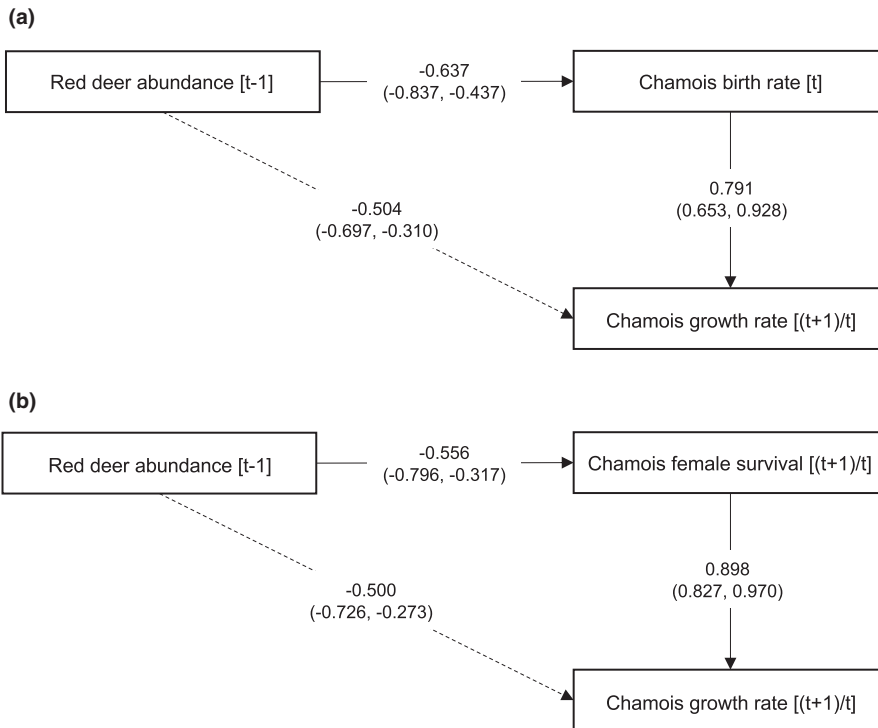 (a)
Red deer abundance [t-1]
-0.637
(-0.837, -0.437)
Chamois birth rate [t]
0.791
(0.653, 0.928)
-0.504
(-0.697, -0.310)
Chamois growth rate [(t+1)/t]
(b)
Red deer abundance [t-1]
-0.556
(-0.796, -0.317)
Chamois female survival [(t+1)/t]
0.898
(0.827, 0.970)
-0.500
(-0.726, -0.273)
Chamois growth rate [(t+1)/t]